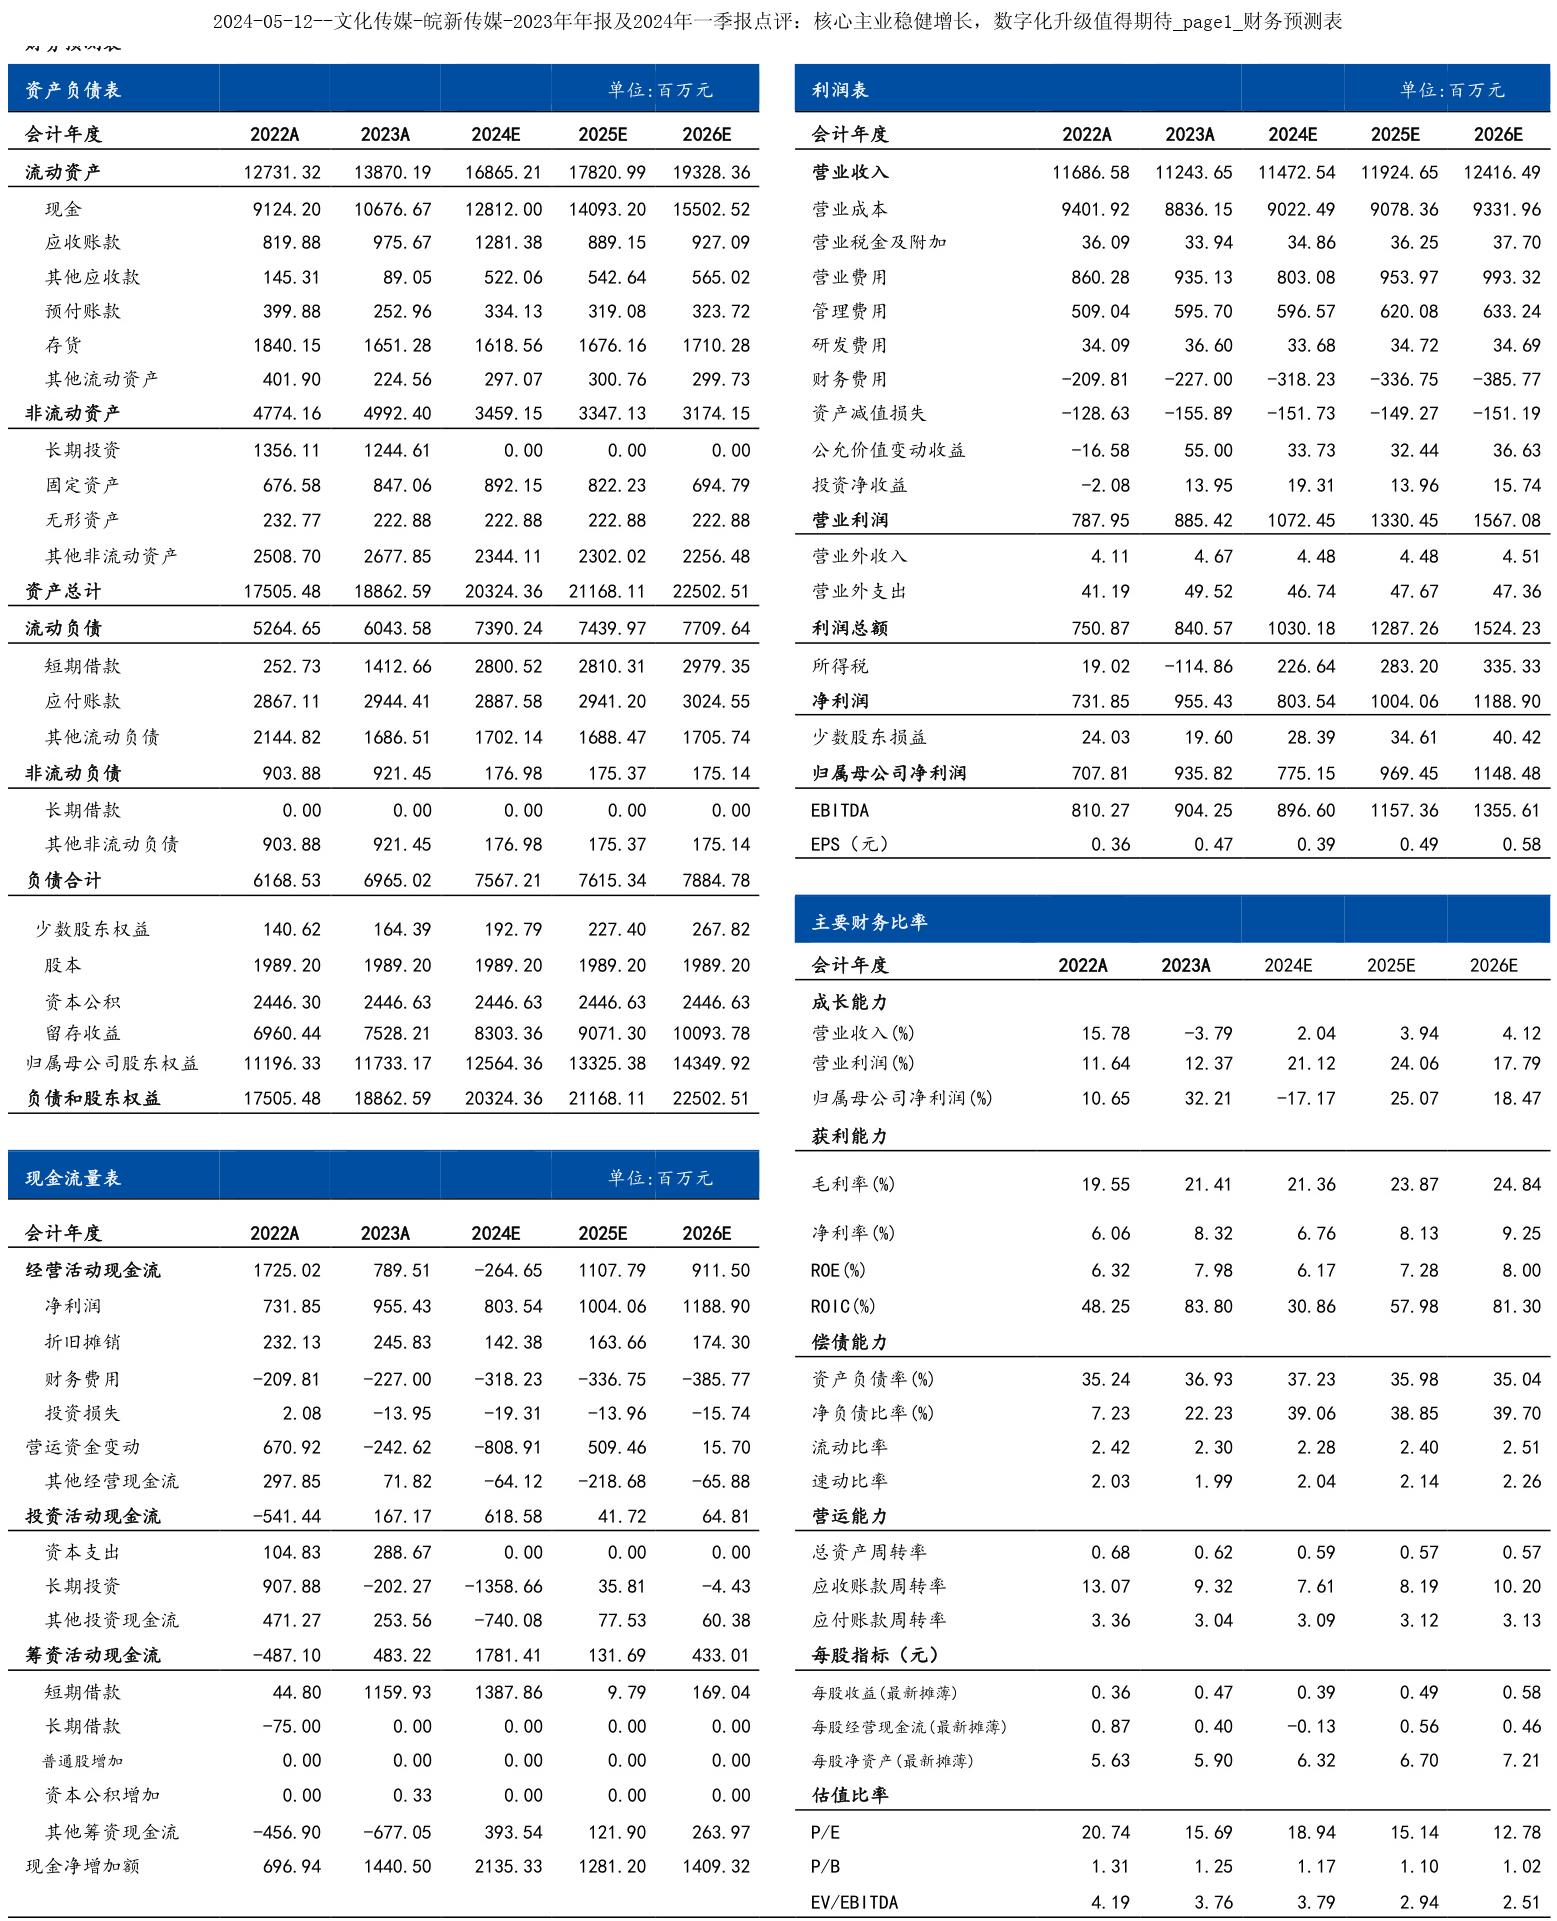 2024-05-12--文化传媒-皖新传媒-2023年年报及2024年一季报点评：核心主业稳健增长，数字化升级值得期待_page1_财务预测表
财务预测表
资产负债表 单位:百万元
会计年度 2022A 2023A 2024E 2025E 2026E
流动资产 12731.32 13870.19 16865.21 17820.99 19328.36
现金 9124.20 10676.67 12812.00 14093.20 15502.52
应收账款 819.88 975.67 1281.38 889.15 927.09
其他应收款 145.31 89.05 522.06 542.64 565.02
预付账款 399.88 252.96 334.13 319.08 323.72
存货 1840.15 1651.28 1618.56 1676.16 1710.28
其他流动资产 401.90 224.56 297.07 300.76 299.73
非流动资产 4774.16 4992.40 3459.15 3347.13 3174.15
长期投资 1356.11 1244.61 0.00 0.00 0.00
固定资产 676.58 847.06 892.15 822.23 694.79
无形资产 232.77 222.88 222.88 222.88 222.88
其他非流动资产 2508.70 2677.85 2344.11 2302.02 2256.48
资产总计 17505.48 18862.59 20324.36 21168.11 22502.51
流动负债 5264.65 6043.58 7390.24 7439.97 7709.64
短期借款 252.73 1412.66 2800.52 2810.31 2979.35
应付账款 2867.11 2944.41 2887.58 2941.20 3024.55
其他流动负债 2144.82 1686.51 1702.14 1688.47 1705.74
非流动负债 903.88 921.45 176.98 175.37 175.14
长期借款 0.00 0.00 0.00 0.00 0.00
其他非流动负债 903.88 921.45 176.98 175.37 175.14
负债合计 6168.53 6965.02 7567.21 7615.34 7884.78
少数股东权益 140.62 164.39 192.79 227.40 267.82
股本 1989.20 1989.20 1989.20 1989.20 1989.20
资本公积 2446.30 2446.63 2446.63 2446.63 2446.63
留存收益 6960.44 7528.21 8303.36 9071.30 10093.78
归属母公司股东权益 11196.33 11733.17 12564.36 13325.38 14349.92
负债和股东权益 17505.48 18862.59 20324.36 21168.11 22502.51
现金流量表 单位:百万元
会计年度 2022A 2023A 2024E 2025E 2026E
经营活动现金流 1725.02 789.51 -264.65 1107.79 911.50
净利润 731.85 955.43 803.54 1004.06 1188.90
折旧摊销 232.13 245.83 142.38 163.66 174.30
财务费用 -209.81 -227.00 -318.23 -336.75 -385.77
投资损失 2.08 -13.95 -19.31 -13.96 -15.74
营运资金变动 670.92 -242.62 -808.91 509.46 15.70
其他经营现金流 297.85 71.82 -64.12 -218.68 -65.88
投资活动现金流 -541.44 167.17 618.58 41.72 64.81
资本支出 104.83 288.67 0.00 0.00 0.00
长期投资 907.88 -202.27 -1358.66 35.81 -4.43
其他投资现金流 471.27 253.56 -740.08 77.53 60.38
筹资活动现金流 -487.10 483.22 1781.41 131.69 433.01
短期借款 44.80 1159.93 1387.86 9.79 169.04
长期借款 -75.00 0.00 0.00 0.00 0.00
普通股增加 0.00 0.00 0.00 0.00 0.00
资本公积增加 0.00 0.33 0.00 0.00 0.00
其他筹资现金流 -456.90 -677.05 393.54 121.90 263.97
现金净增加额 696.94 1440.50 2135.33 1281.20 1409.32
利润表 单位:百万元
会计年度 2022A 2023A 2024E 2025E 2026E
营业收入 11686.58 11243.65 11472.54 11924.65 12416.49
营业成本 9401.92 8836.15 9022.49 9078.36 9331.96
营业税金及附加 36.09 33.94 34.86 36.25 37.70
营业费用 860.28 935.13 803.08 953.97 993.32
管理费用 509.04 595.70 596.57 620.08 633.24
研发费用 34.09 36.60 33.68 34.72 34.69
财务费用 -209.81 -227.00 -318.23 -336.75 -385.77
资产减值损失 -128.63 -155.89 -151.73 -149.27 -151.19
公允价值变动收益 -16.58 55.00 33.73 32.44 36.63
投资净收益 -2.08 13.95 19.31 13.96 15.74
营业利润 787.95 885.42 1072.45 1330.45 1567.08
营业外收入 4.11 4.67 4.48 4.48 4.51
营业外支出 41.19 49.52 46.74 47.67 47.36
利润总额 750.87 840.57 1030.18 1287.26 1524.23
所得税 19.02 -114.86 226.64 283.20 335.33
净利润 731.85 955.43 803.54 1004.06 1188.90
少数股东损益 24.03 19.60 28.39 34.61 40.42
归属母公司净利润 707.81 935.82 775.15 969.45 1148.48
EBITDA 810.27 904.25 896.60 1157.36 1355.61
EPS（元） 0.36 0.47 0.39 0.49 0.58
主要财务比率
会计年度 2022A 2023A 2024E 2025E 2026E
成长能力
营业收入(%) 15.78 -3.79 2.04 3.94 4.12
营业利润(%) 11.64 12.37 21.12 24.06 17.79
归属母公司净利润(%) 10.65 32.21 -17.17 25.07 18.47
获利能力
毛利率(%) 19.55 21.41 21.36 23.87 24.84
净利率(%) 6.06 8.32 6.76 8.13 9.25
ROE(%) 6.32 7.98 6.17 7.28 8.00
ROIC(%) 48.25 83.80 30.86 57.98 81.30
偿债能力
资产负债率(%) 35.24 36.93 37.23 35.98 35.04
净负债比率(%) 7.23 22.23 39.06 38.85 39.70
流动比率 2.42 2.30 2.28 2.40 2.51
速动比率 2.03 1.99 2.04 2.14 2.26
营运能力
总资产周转率 0.68 0.62 0.59 0.57 0.57
应收账款周转率 13.07 9.32 7.61 8.19 10.20
应付账款周转率 3.36 3.04 3.09 3.12 3.13
每股指标（元）
每股收益(最新摊薄) 0.36 0.47 0.39 0.49 0.58
每股经营现金流(最新摊薄) 0.87 0.40 -0.13 0.56 0.46
每股净资产(最新摊薄) 5.63 5.90 6.32 6.70 7.21
估值比率
P/E 20.74 15.69 18.94 15.14 12.78
P/B 1.31 1.25 1.17 1.10 1.02
EV/EBITDA 4.19 3.76 3.79 2.94 2.51